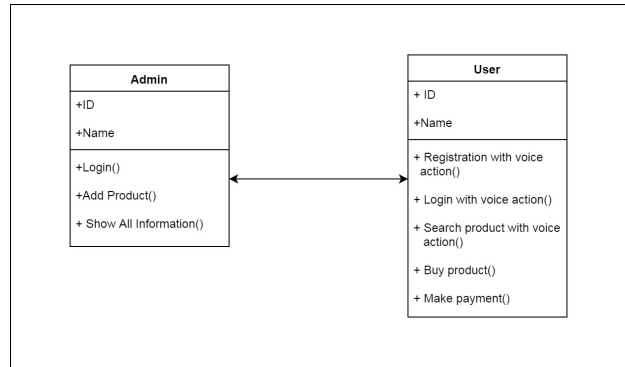 Admin
+ID
+Name
+Login()
+Add Product()
+ Show All Information()
User
+ ID
+Name
+ Registration with voice
action()
+ Login with voice action()
+ Search product with voice
action()
+ Buy product()
+ Make payment()